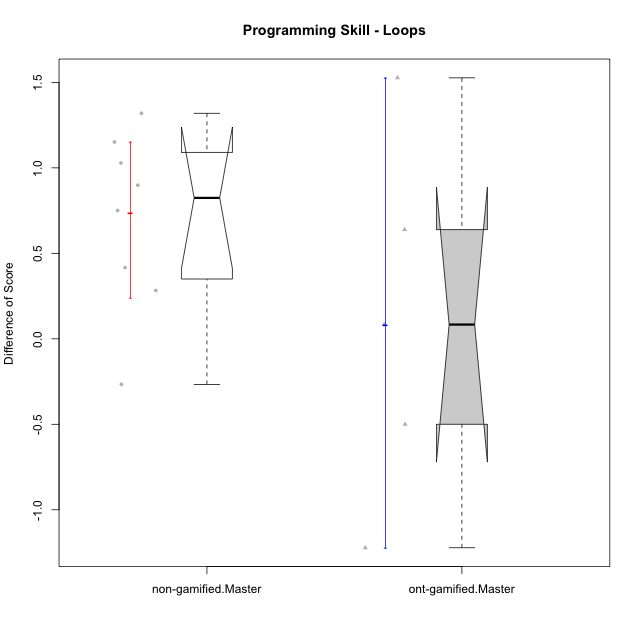 Programming Skill - Loops
Difference of Score
1.5
1.0
0.5
0.0
-0.5
-1.0
non-gamified.Master
ont-gamified.Master